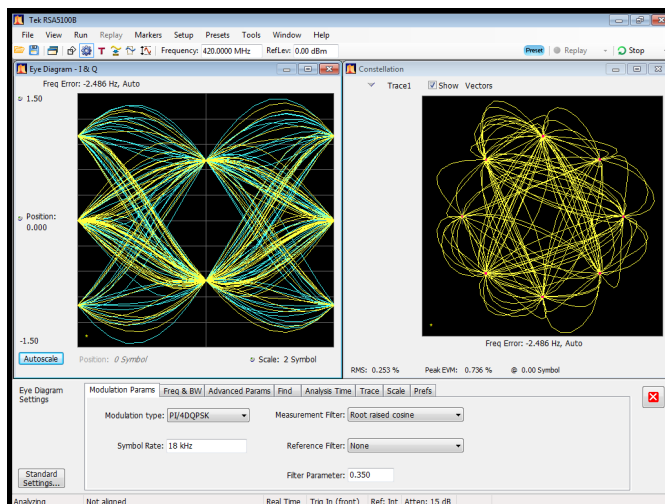 Tek RSA5100B
File View Run Replay Markers Setup Presets Tools Window Help
T Frequency: 420.0000 MHz RefLev: 0.00 dBm Preset Replay Stop
Eye Diagram - I & Q
Freq Error: -2.486 Hz, Auto
1.50
Position:
0.000
-1.50
Autoscale Position: 0 Symbol Scale: 2 Symbol
Constellation
Trace1 Show Vectors
Freq Error: -2.486 Hz, Auto
RMS: 0.253 % Peak EVM: 0.736 % @ 0.00 Symbol
Eye Diagram
Settings
Modulation Params Freq & BW Advanced Params Find Analysis Time Trace Scale Prefs
Modulation type: PI/4DQPSK Measurement Filter: Root raised cosine
Symbol Rate: 18 kHz Reference Filter: None
Filter Parameter: 0.350
Standard
Settings...
Analyzing Not aligned Real Time Trig In (front) Ref: Int Atten: 15 dB